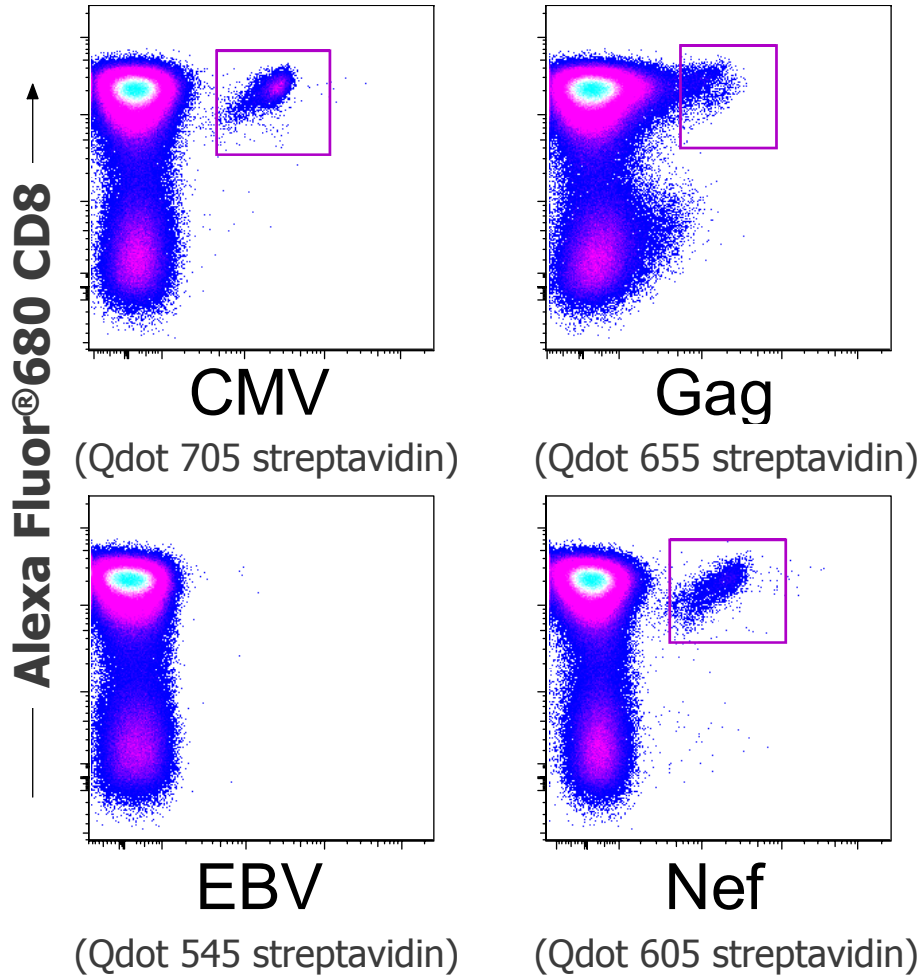 Alexa Fluor®680 CD8
CMV
(Qdot 705 streptavidin)
Gag
(Qdot 655 streptavidin)
EBV
(Qdot 545 streptavidin)
Nef
(Qdot 605 streptavidin)